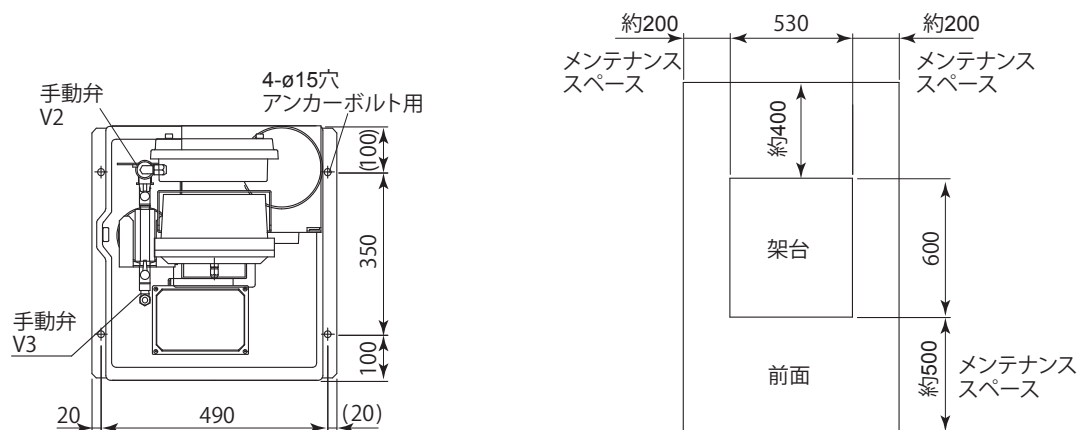 手動弁
V2
4-ø15穴
アンカーボルト用
(100)
350
100
手動弁
V3
20
490
(20)
約200
530
約200
メンテナンス
スペース
メンテナンス
スペース
約400
架台
600
前面
約500
メンテナンス
スペース